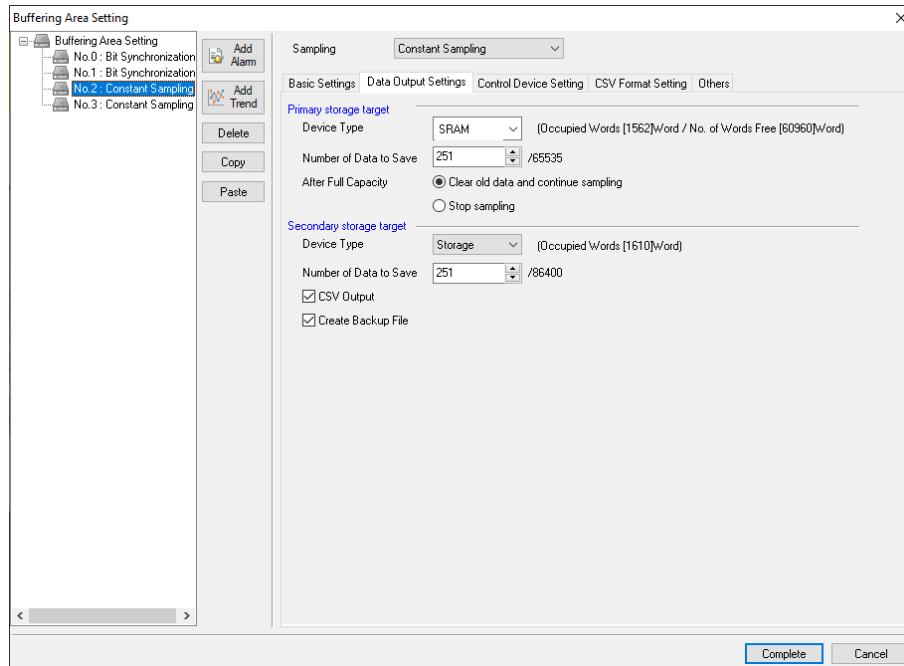 Buffering Area Setting
Buffering Area Setting
No.0 : Bit Synchronization
No.1 : Bit Synchronization
No.2 : Constant Sampling
No.3 : Constant Sampling
Add Alarm
Add Trend
Delete
Copy
Paste
Sampling Constant Sampling
Basic Settings Data Output Settings Control Device Setting CSV Format Setting Others
Primary storage target
Device Type SRAM (Occupied Words [1562]Word / No. of Words Free [60960]Word)
Number of Data to Save 251 /65535
After Full Capacity Clear old data and continue sampling
Stop sampling
Secondary storage target
Device Type Storage (Occupied Words [1610]Word)
Number of Data to Save 251 /86400
CSV Output
Create Backup File
Complete Cancel